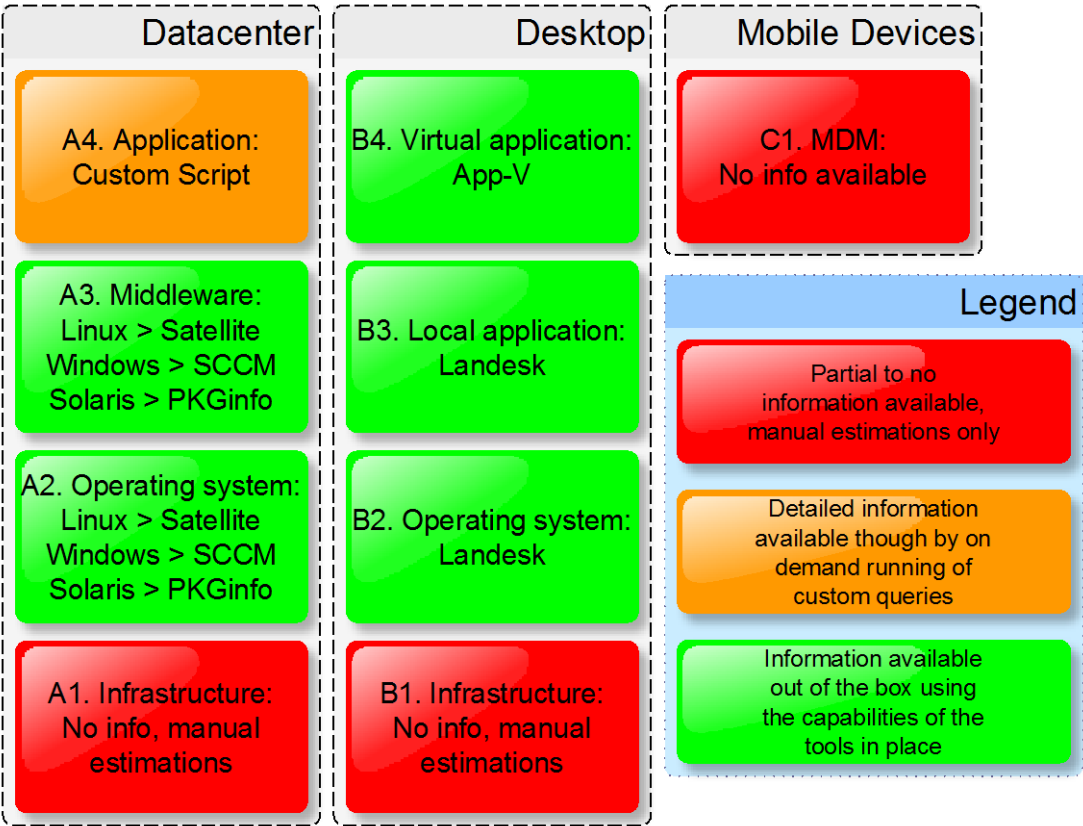 Datacenter
A4. Application:
Custom Script
A3. Middleware:
Linux > Satellite
Windows > SCCM
Solaris > PKGinfo
A2. Operating system:
Linux > Satellite
Windows > SCCM
Solaris > PKGinfo
A1. Infrastructure:
No info, manual
estimations
Desktop
B4. Virtual application:
App-V
B3. Local application:
Landesk
B2. Operating system:
Landesk
B1. Infrastructure:
No info, manual
estimations
Mobile Devices
C1. MDM:
No info available
Legend
Partial to no
information available,
manual estimations only
Detailed information
available though by on
demand running of
custom queries
Information available
out of the box using
the capabilities of the
tools in place